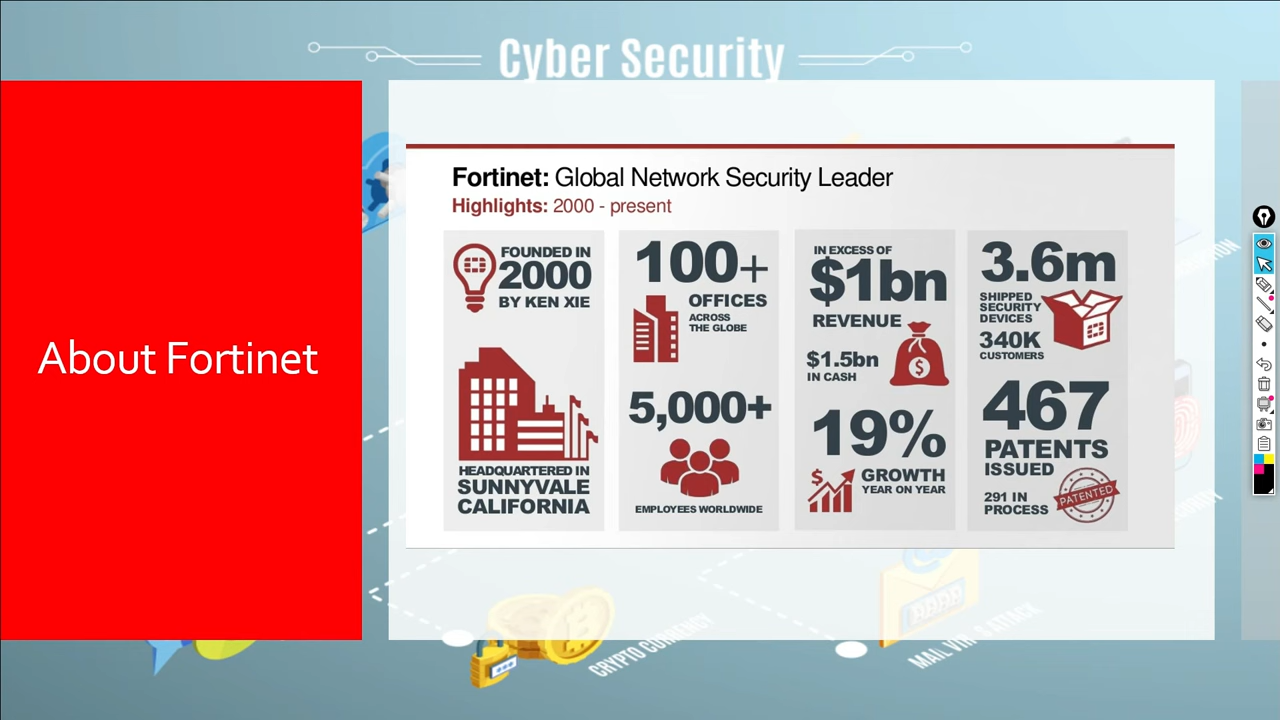 Cyber Security
About Fortinet
Fortinet: Global Network Security Leader
Highlights: 2000 - present
FOUNDED IN
2000
BY KEN XIE
HEADQUARTERED IN
SUNNYVALE
CALIFORNIA
100+
OFFICES
ACROSS
THE GLOBE
5,000+
EMPLOYEES WORLDWIDE
IN EXCESS OF
$1bn
REVENUE
$1.5bn
IN CASH
$
19%
$
GROWTH
YEAR ON YEAR
3.6m
SHIPPED
SECURITY
DEVICES
340K
CUSTOMERS
467
PATENTS
ISSUED
291 IN
PROCESS
PATENTED
CRYPTO CURRENCY
MAIL VIRUS ATTACK